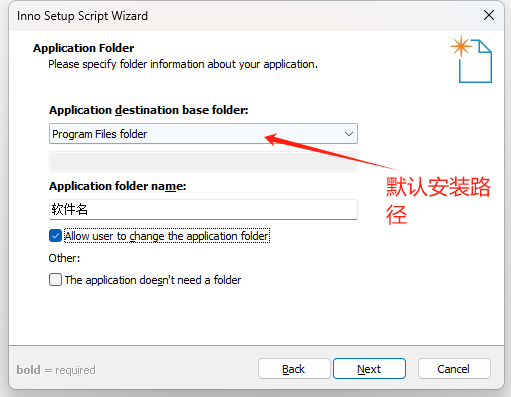 Inno Setup Script Wizard
Application Folder
Please specify folder information about your application.
Application destination base folder:
Program Files folder
默认安装路
径
Application folder name:
软件名
Allow user to change the application folder
Other:
The application doesn't need a folder
bold = required
Back
Next
Cancel